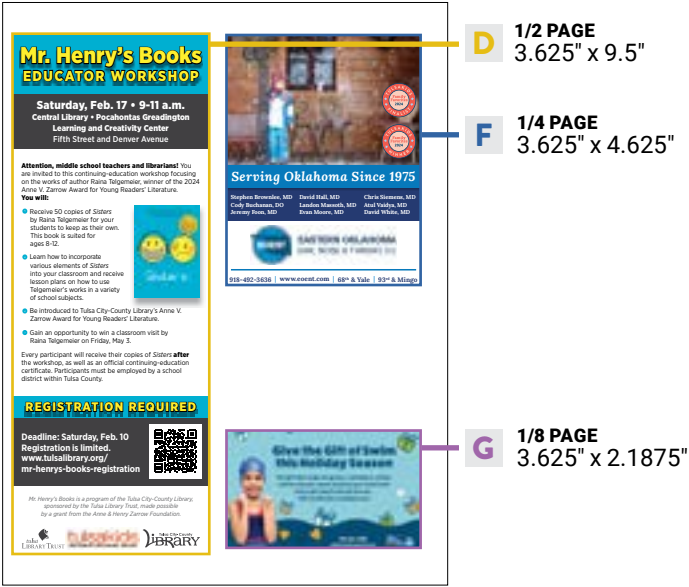 Mr. Henry's Books
EDUCATOR WORKSHOP
Saturday, Feb. 17 • 9-11 a.m.
Central Library • Pocahontas Greadington
Learning and Creativity Center
Fifth Street and Denver Avenue
Attention, middle school teachers and librarians! You
are invited to this continuing-education workshop focusing
on the works of author Raina Telgemeier, winner of the 2024
Anne V. Zarrow Award for Young Readers' Literature.
You will:
Receive 50 copies of Sisters
by Raina Telgemeier for your
students to keep as their own.
This book is suited for
ages 8-12.
Learn how to incorporate
various elements of Sisters
into your classroom and receive
lesson plans on how to use
Telgemeier's works in a variety
of school subjects.
Be introduced to Tulsa City-County Library's Anne V.
Zarrow Award for Young Readers' Literature.
Gain an opportunity to win a classroom visit by
Raina Telgemeier on Friday, May 3.
Every participant will receive their copies of Sisters after
the workshop, as well as an official continuing-education
certificate. Participants must be employed by a school
district within Tulsa County.
REGISTRATION REQUIRED
Deadline: Saturday, Feb. 10
Registration is limited.
www.tulsalibrary.org/
mr-henrys-books-registration
Mr. Henry's Books is a program of the Tulsa City-County Library,
sponsored by the Tulsa Library Trust, made possible
by a grant from the Anne & Henry Zarrow Foundation.
tulsa
LIBRARY TRUST
tulsakids
Tulsa City-County
LIBRARY
2024
2024
Serving Oklahoma Since 1975
Stephen Brownlee, MD David Hall, MD Chris Siemens, MD
Cody Buchanan, DO Landon Massoth, MD Atul Vaidya, MD
Jeremy Foon, MD Evan Moore, MD David White, MD
EASTERN OKLAHOMA
EAR, NOSE & THROAT
918-492-3636 | www.eoent.com | 68th & Yale | 93rd & Mingo
Give the Gift of Swim
this Holiday Season
D
1/2 PAGE
3.625" x 9.5"
F
1/4 PAGE
3.625" x 4.625"
G
1/8 PAGE
3.625" x 2.1875"